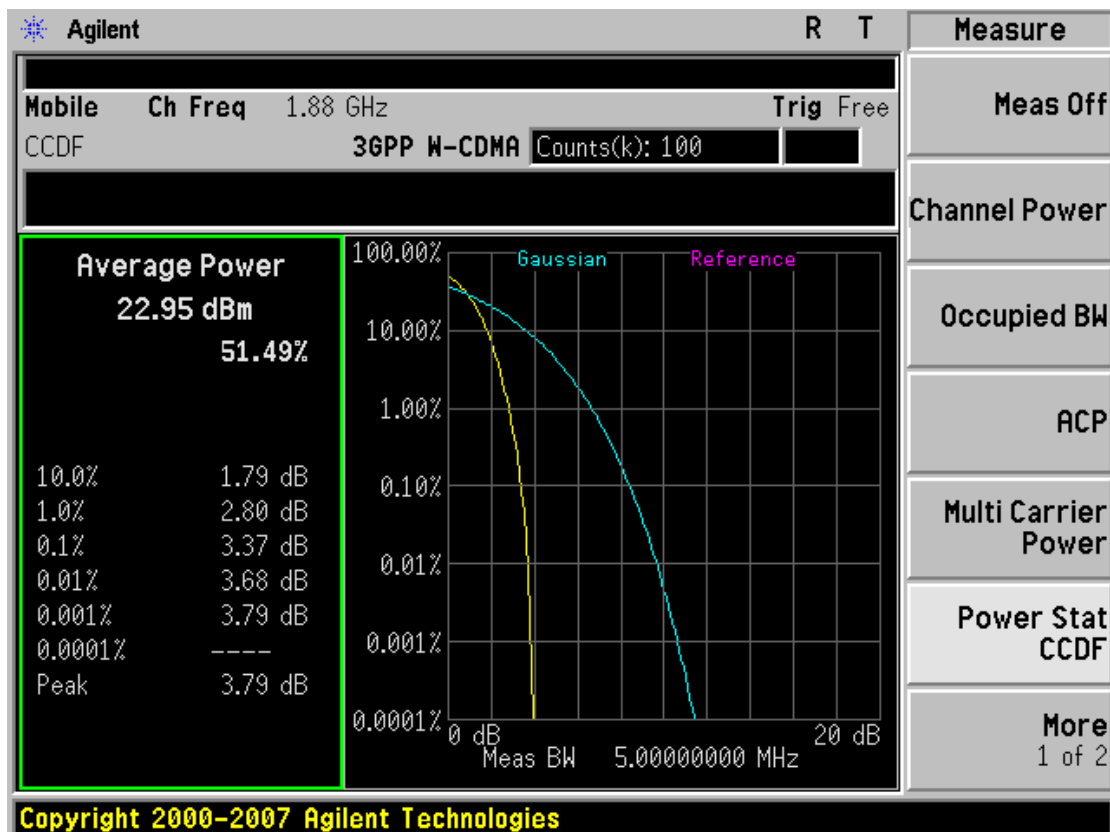 Agilent R T
Mobile Ch Freq 1.88 GHz Trig Free
CCDF 3GPP W-CDMA Counts(k): 100
Average Power
22.95 dBm
51.49%
10.0% 1.79 dB
1.0% 2.80 dB
0.1% 3.37 dB
0.01% 3.68 dB
0.001% 3.79 dB
0.0001% ----
Peak 3.79 dB
Gaussian Reference
100.00%
10.00%
1.00%
0.10%
0.01%
0.001%
0.0001%
0 dB 20 dB
Meas BW 5.00000000 MHz
Measure
Meas Off
Channel Power
Occupied BW
ACP
Multi Carrier
Power
Power Stat
CCDF
More
1 of 2
Copyright 2000-2007 Agilent Technologies